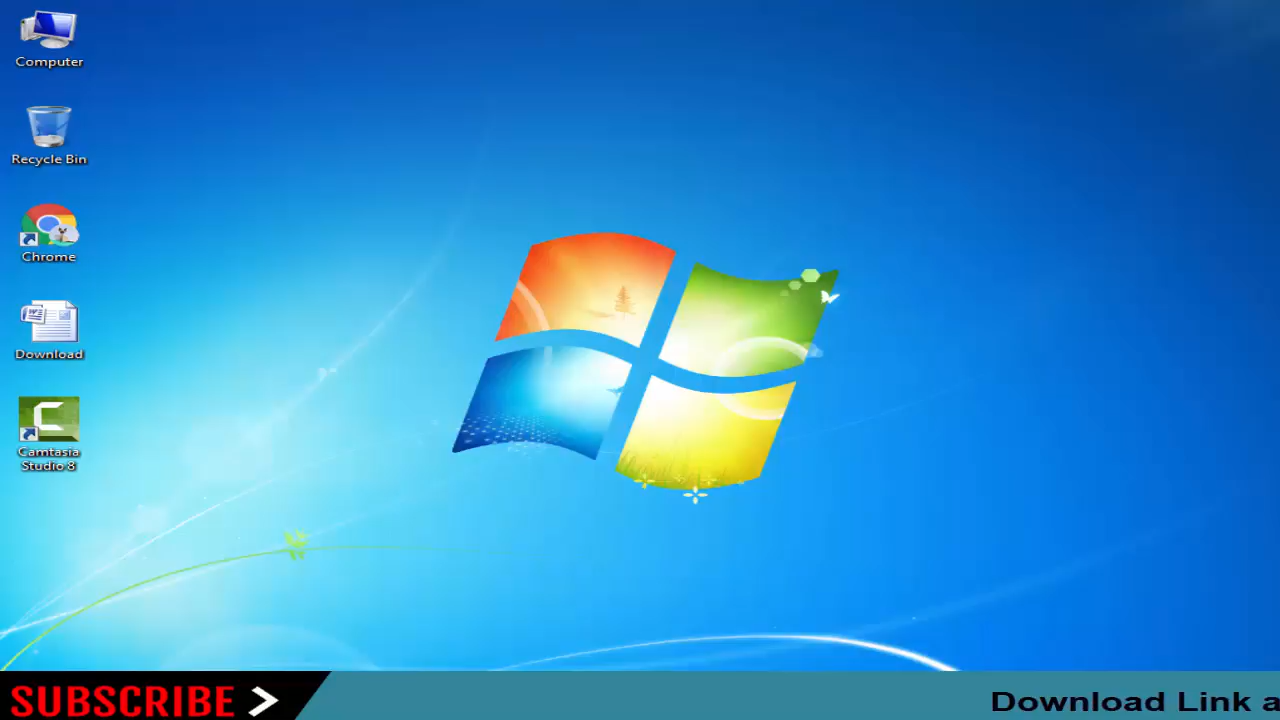 Computer
Recycle Bin
Chrome
Download
Camtasia
Studio 8
SUBSCRIBE
Download Link a